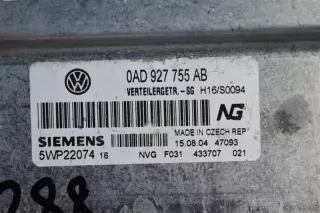 0AD 927 755 AB
VERTEILERGETR.-SG H16/S0094
NG
SIEMENS
MADE IN CZECH REP
15.08.04 47093
5WP22074 16
NVG F031 433707 021
288